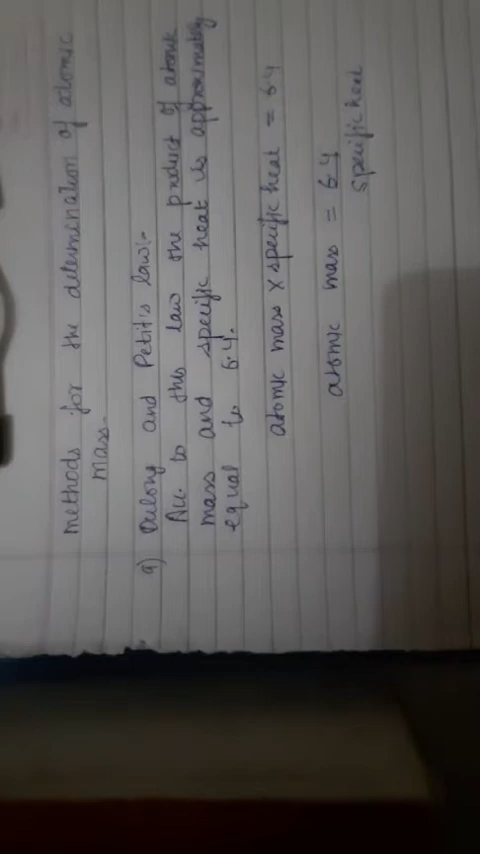 methods for the determination of atomic
mass.
a) Dulong and Petit's law:-
Acc. to this law the product of atomic
mass and specific heat is approximately
equal to 6.4.
atomic mass x specific heat = 6.4
atomic mass = 6.4
specific heat